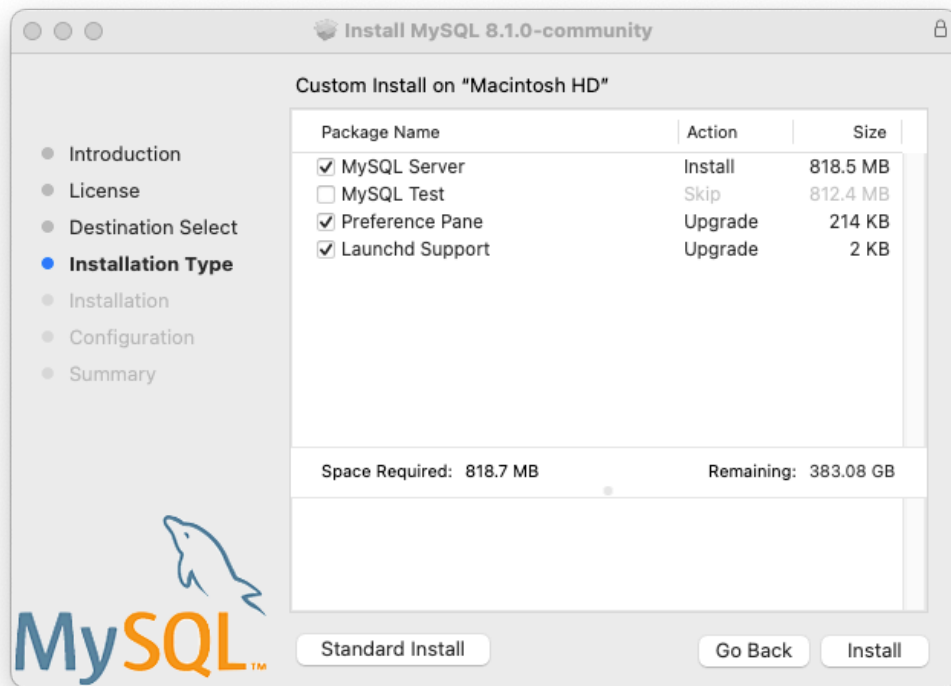 Install MySQL 8.1.0-community
Custom Install on “Macintosh HD”
Introduction
License
Destination Select
Installation Type
Installation
Configuration
Summary
Package Name Action Size
MySQL Server Install 818.5 MB
MySQL Test Skip 812.4 MB
Preference Pane Upgrade 214 KB
Launchd Support Upgrade 2 KB
Space Required: 818.7 MB Remaining: 383.08 GB
MySQL™
Standard Install Go Back Install